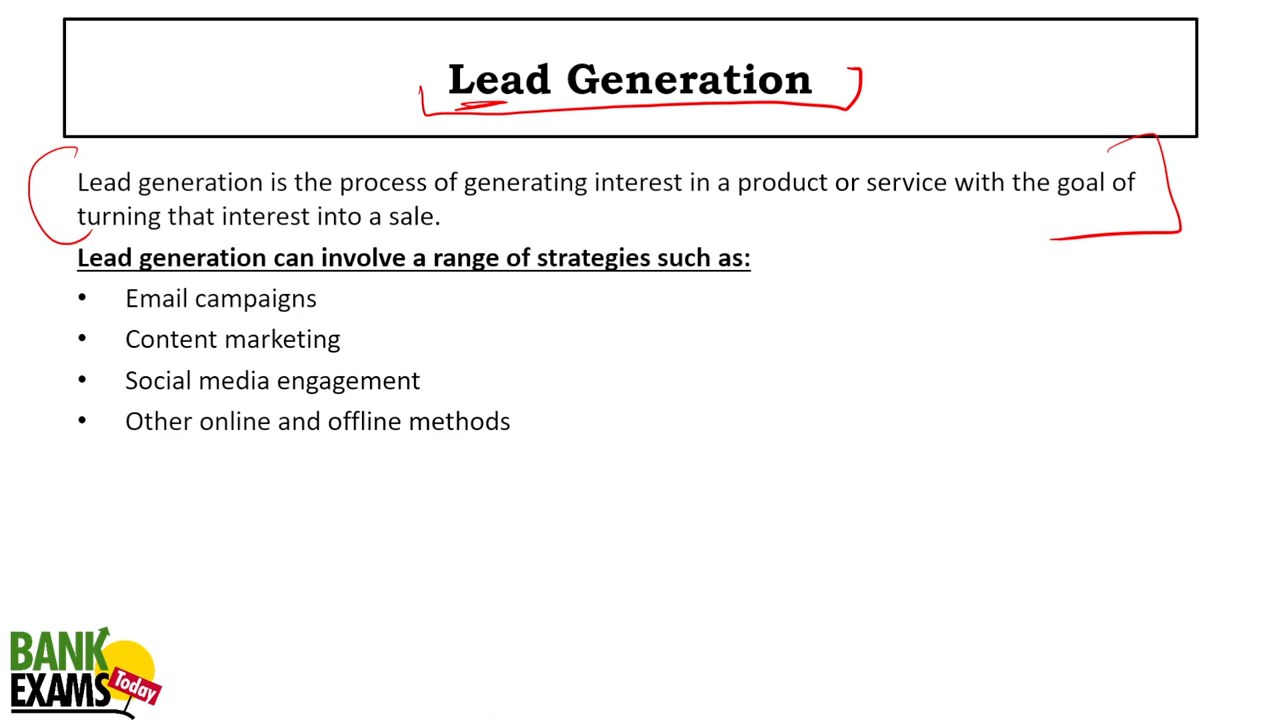 Lead Generation
Lead generation is the process of generating interest in a product or service with the goal of
turning that interest into a sale.
Lead generation can involve a range of strategies such as:
• Email campaigns
• Content marketing
• Social media engagement
• Other online and offline methods
BANK
EXAMS
Today